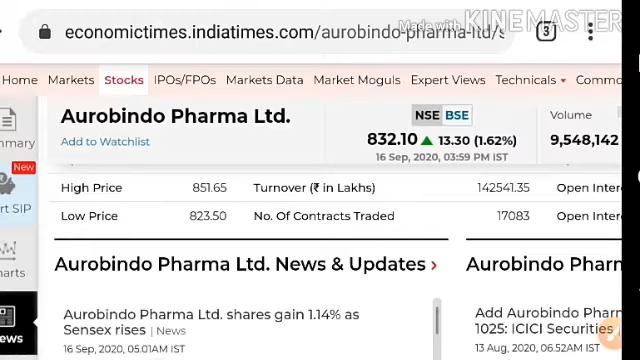 Made with KINEMASTER
economictimes.indiatimes.com/aurobindo-pharma-ltd/s
3
Home Markets Stocks IPOs/FPOs Markets Data Market Moguls Expert Views Technicals Commo
Aurobindo Pharma Ltd.
Add to Watchlist
NSE BSE
832.10 13.30 (1.62%)
16 Sep, 2020, 03:59 PM IST
Volume
9,548,142
mmary
New
rt SIP
harts
ews
High Price 851.65 Turnover (₹ in Lakhs) 142541.35 Open Inter
Low Price 823.50 No. Of Contracts Traded 17083 Open Inter
Aurobindo Pharma Ltd. News & Updates ›
Aurobindo Pharma Ltd. shares gain 1.14% as
Sensex rises | News
16 Sep, 2020, 05.01AM IST
Aurobindo Pharm
Add Aurobindo Pharm
1025: ICICI Securities
13 Aug, 2020, 06.52AM IST